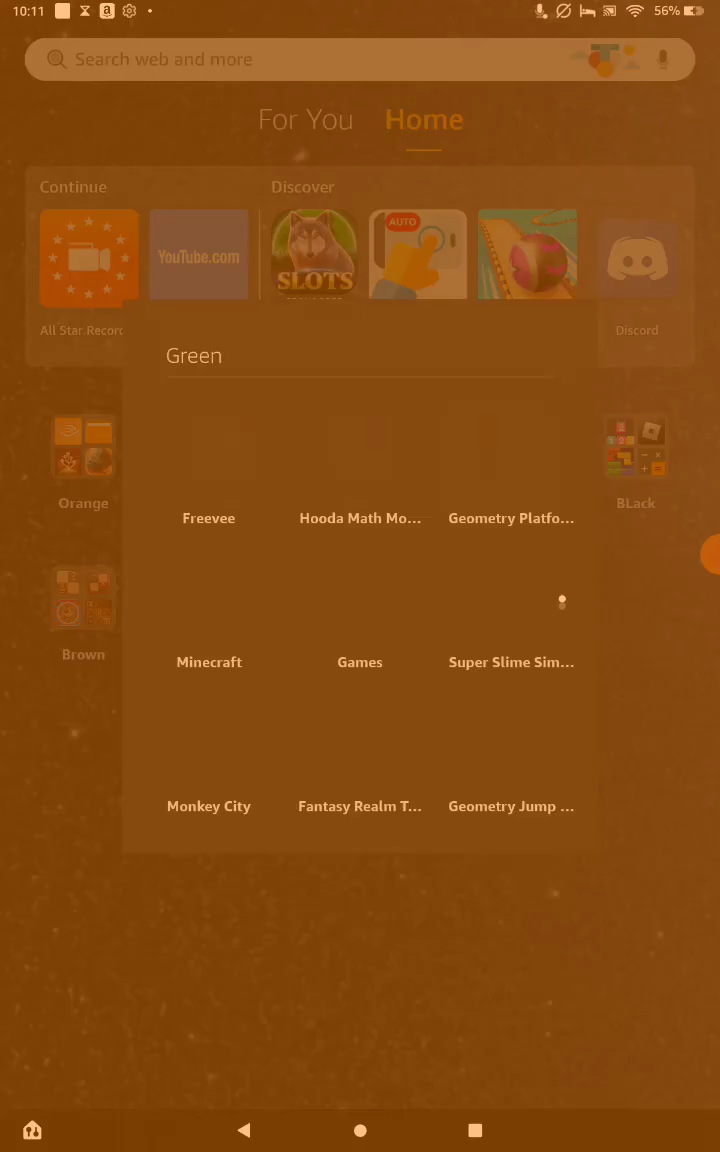 10:11
56%
Search web and more
For You Home
Continue Discover
AUTO
YouTube.com
SLOTS
All Star Recorc Discord
Green
Orange
Freevee Hooda Math Mo... Geometry Platfo...
BLack
Brown
Minecraft Games Super Slime Sim...
Monkey City Fantasy Realm T... Geometry Jump ...